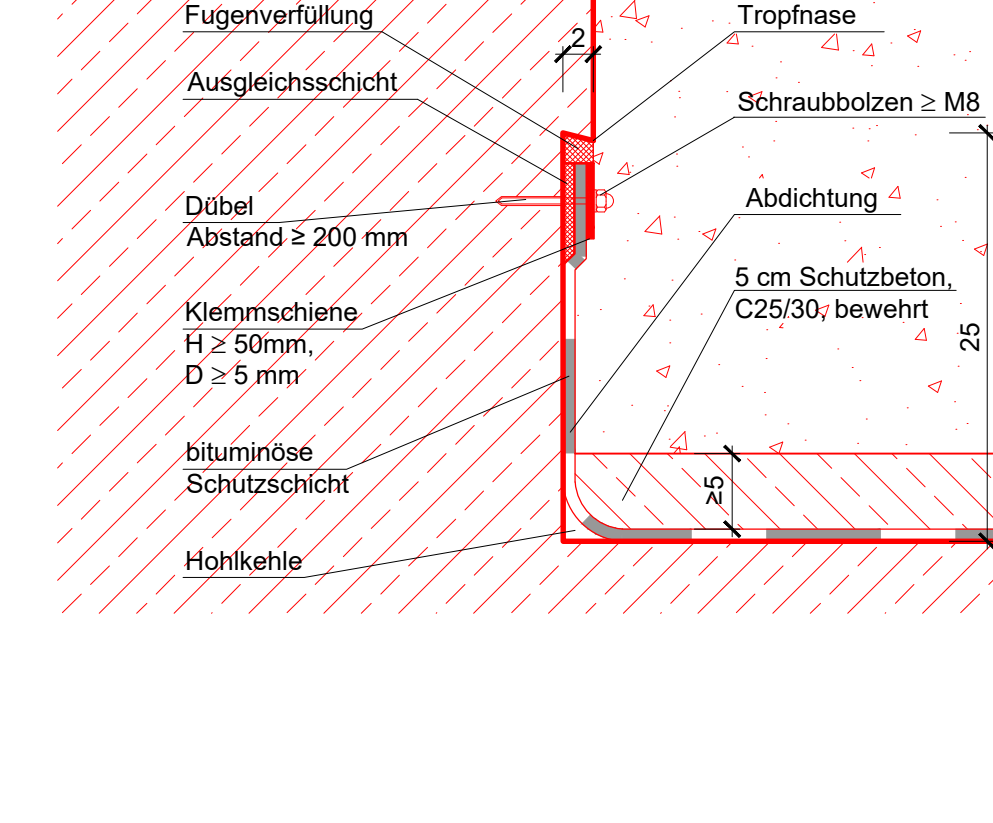 Fugenverfüllung
Ausgleichsschicht
Dübel
Abstand ≥ 200 mm
Klemmschiene
H ≥ 50mm,
D ≥ 5 mm
bituminöse
Schutzschicht
Hohlkehle
2
Tropfnase
Schraubbolzen ≥ M8
Abdichtung
5 cm Schutzbeton,
C25/30, bewehrt
≥5
25